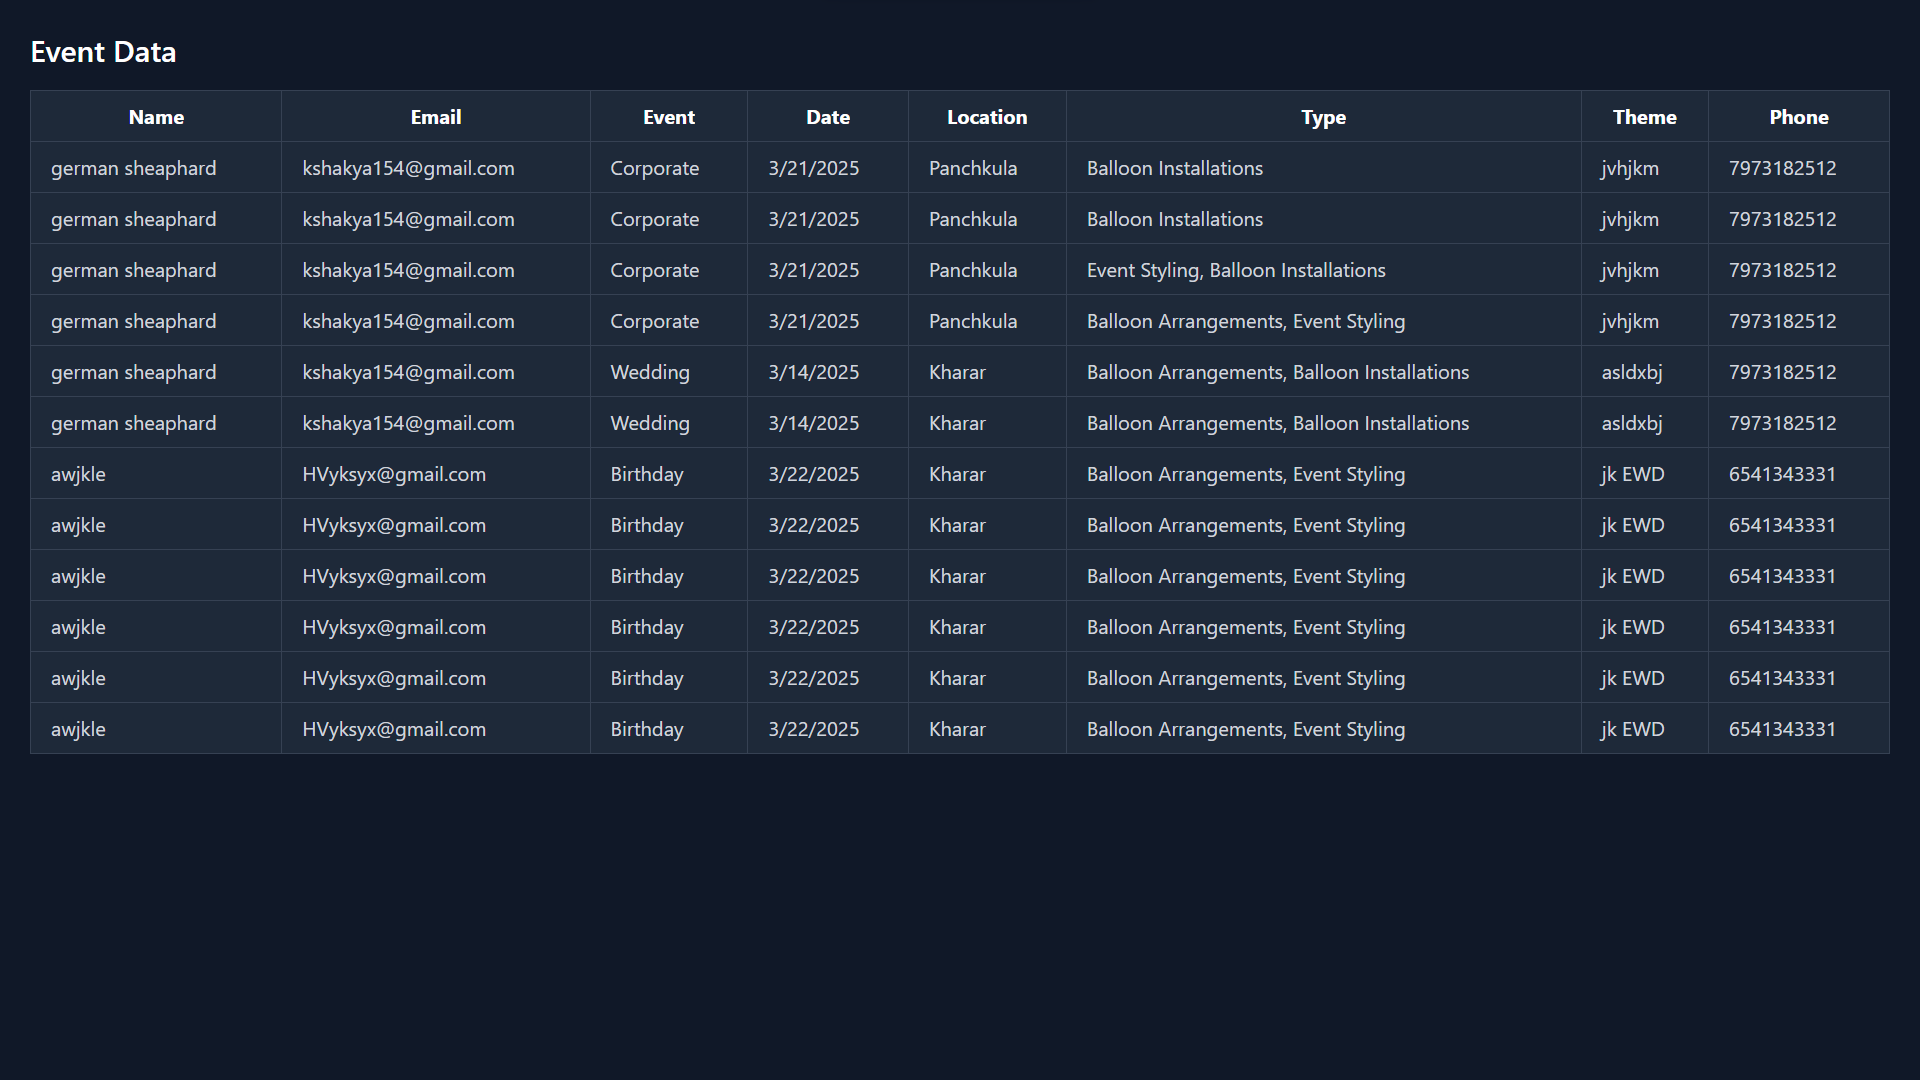 Event Data
Name Email Event Date Location Type Theme Phone
german sheaphard kshakya154@gmail.com Corporate 3/21/2025 Panchkula Balloon Installations jvhjkm 7973182512
german sheaphard kshakya154@gmail.com Corporate 3/21/2025 Panchkula Balloon Installations jvhjkm 7973182512
german sheaphard kshakya154@gmail.com Corporate 3/21/2025 Panchkula Event Styling, Balloon Installations jvhjkm 7973182512
german sheaphard kshakya154@gmail.com Corporate 3/21/2025 Panchkula Balloon Arrangements, Event Styling jvhjkm 7973182512
german sheaphard kshakya154@gmail.com Wedding 3/14/2025 Kharar Balloon Arrangements, Balloon Installations asldxbj 7973182512
german sheaphard kshakya154@gmail.com Wedding 3/14/2025 Kharar Balloon Arrangements, Balloon Installations asldxbj 7973182512
awjkle HVyksyx@gmail.com Birthday 3/22/2025 Kharar Balloon Arrangements, Event Styling jk EWD 6541343331
awjkle HVyksyx@gmail.com Birthday 3/22/2025 Kharar Balloon Arrangements, Event Styling jk EWD 6541343331
awjkle HVyksyx@gmail.com Birthday 3/22/2025 Kharar Balloon Arrangements, Event Styling jk EWD 6541343331
awjkle HVyksyx@gmail.com Birthday 3/22/2025 Kharar Balloon Arrangements, Event Styling jk EWD 6541343331
awjkle HVyksyx@gmail.com Birthday 3/22/2025 Kharar Balloon Arrangements, Event Styling jk EWD 6541343331
awjkle HVyksyx@gmail.com Birthday 3/22/2025 Kharar Balloon Arrangements, Event Styling jk EWD 6541343331